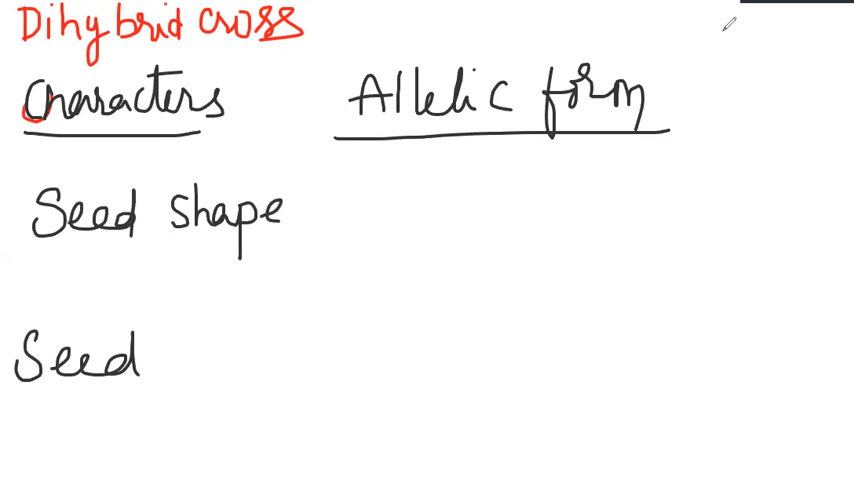 Dihybrid cross
Characters Allelic form
Seed shape
Seed